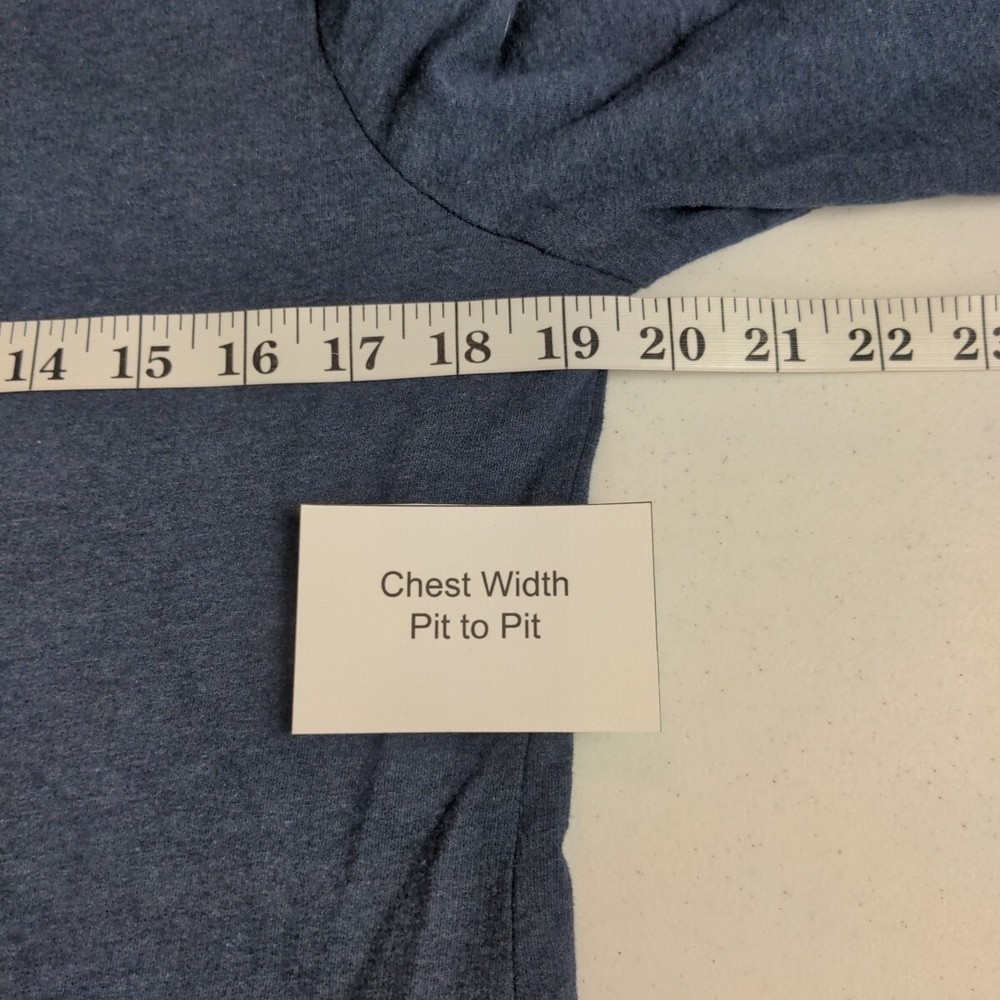 14 15 16 17 18 19 20 21 22 23
Chest Width
Pit to Pit